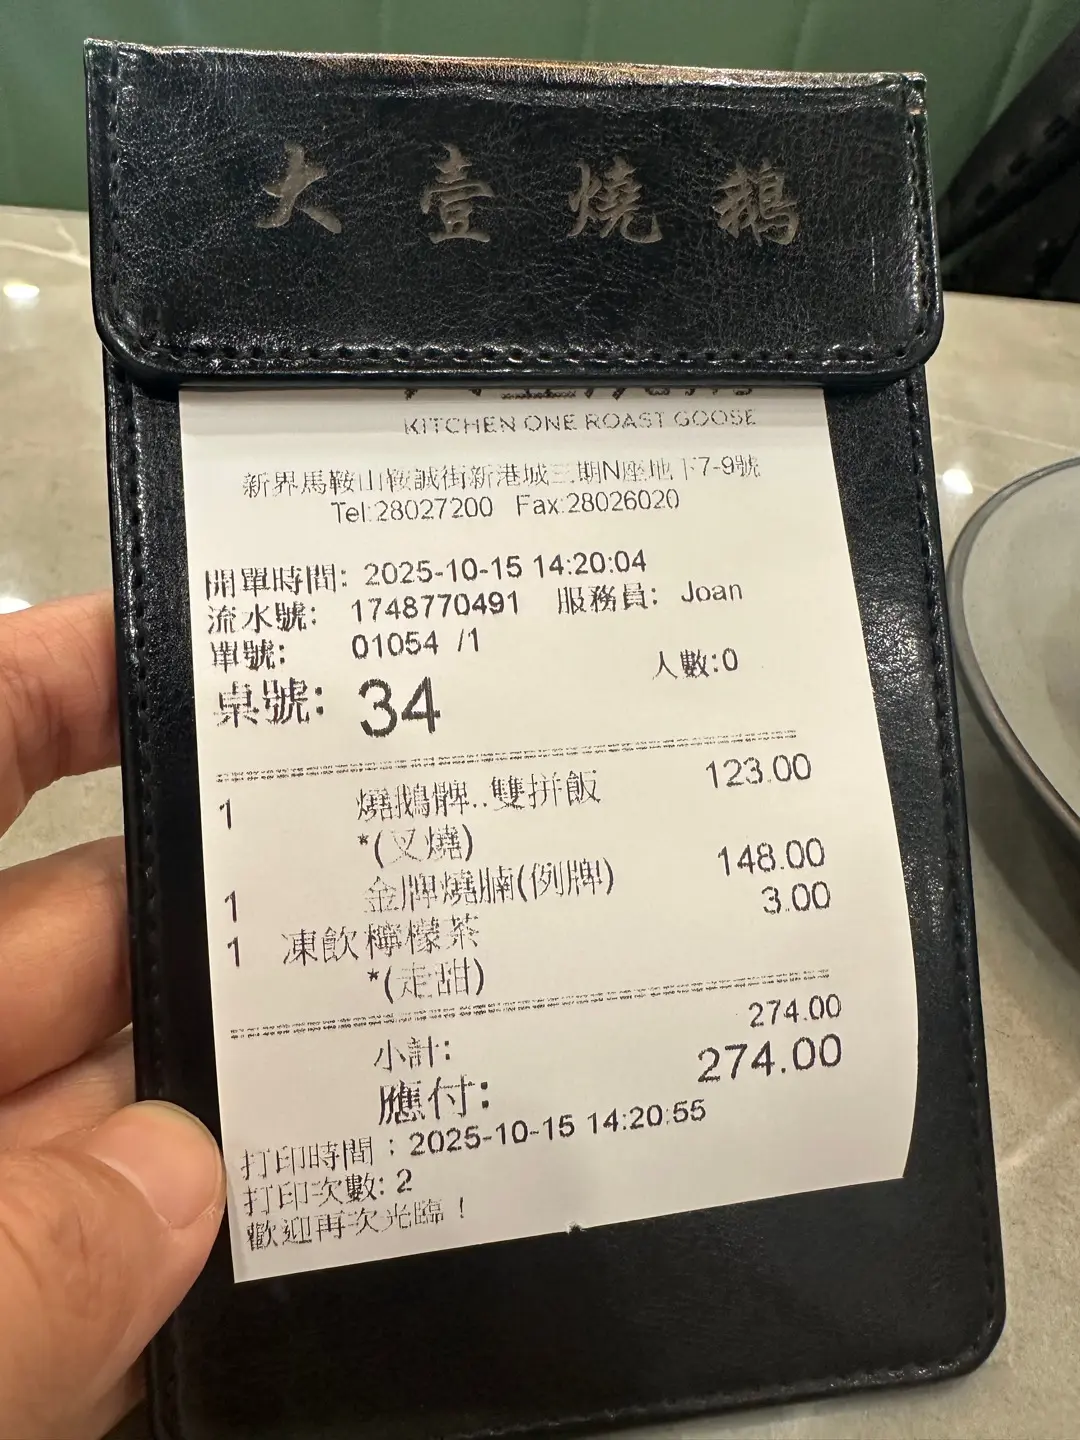 大壹燒鵝
KITCHEN ONE ROAST GOOSE
新界馬鞍山鞍誠街新港城三期N座地下7-9號
Tel:28027200 Fax:28026020
開單時間: 2025-10-15 14:20:04
流水號: 1748770491 服務員: Joan
單號: 01054 /1
桌號: 34 人數:0
1 燒鵝髀..雙拼飯 123.00
*(叉燒)
1 金牌燒腩(例牌) 148.00
1 凍飲檸檬茶 3.00
*(走甜)
小計: 274.00
應付: 274.00
打印時間：2025-10-15 14:20:55
打印次數: 2
歡迎再次光臨！